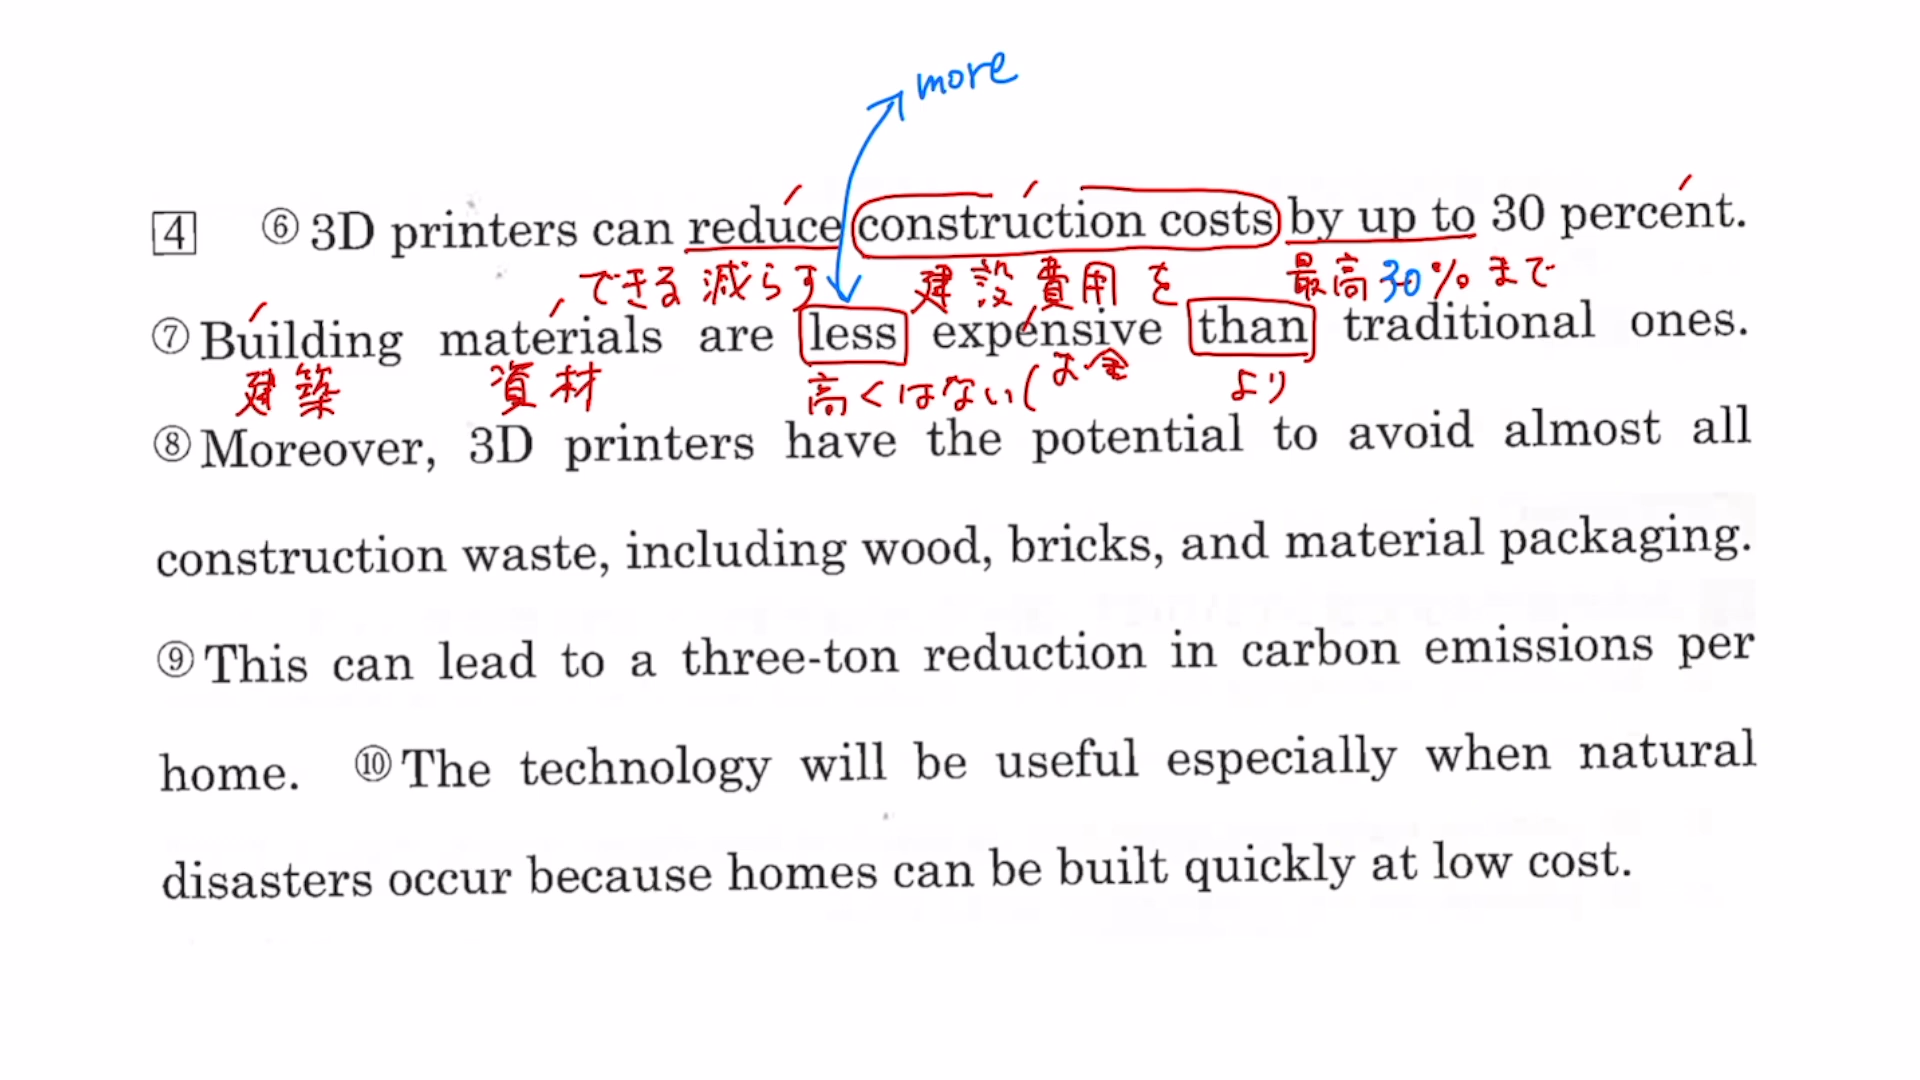 more
4 ⑥ 3D printers can reduce construction costs by up to 30 percent.
できる 減らす 建設費用を 最高30%まで
⑦ Building materials are less expensive than traditional ones.
建築 資材 高くはない(お金 より
⑧ Moreover, 3D printers have the potential to avoid almost all
construction waste, including wood, bricks, and material packaging.
⑨ This can lead to a three-ton reduction in carbon emissions per
home. ⑩ The technology will be useful especially when natural
disasters occur because homes can be built quickly at low cost.